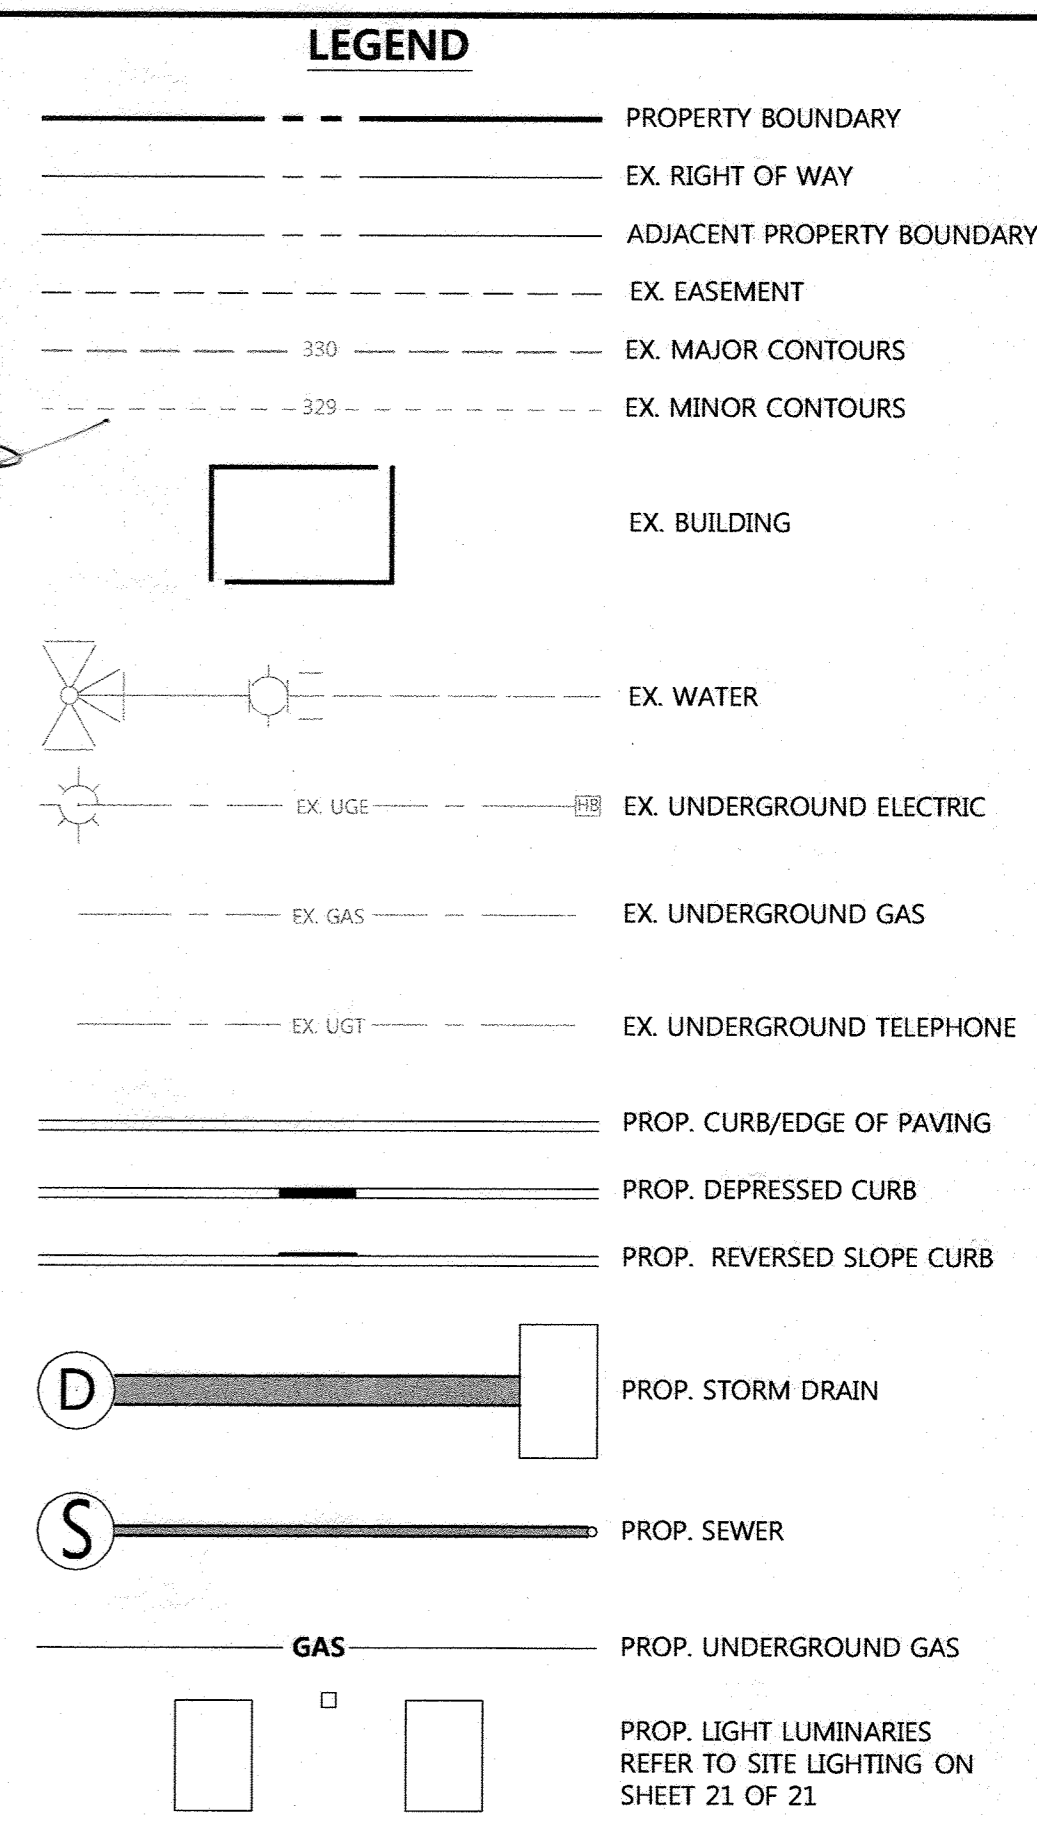 LEGEND
PROPERTY BOUNDARY
EX. RIGHT OF WAY
ADJACENT PROPERTY BOUNDARY
EX. EASEMENT
330 EX. MAJOR CONTOURS
329 EX. MINOR CONTOURS
EX. BUILDING
EX. WATER
EX. UGE HB EX. UNDERGROUND ELECTRIC
EX. GAS EX. UNDERGROUND GAS
EX. UGT EX. UNDERGROUND TELEPHONE
PROP. CURB/EDGE OF PAVING
PROP. DEPRESSED CURB
PROP. REVERSED SLOPE CURB
D PROP. STORM DRAIN
S PROP. SEWER
GAS PROP. UNDERGROUND GAS
PROP. LIGHT LUMINARIES
REFER TO SITE LIGHTING ON
SHEET 21 OF 21